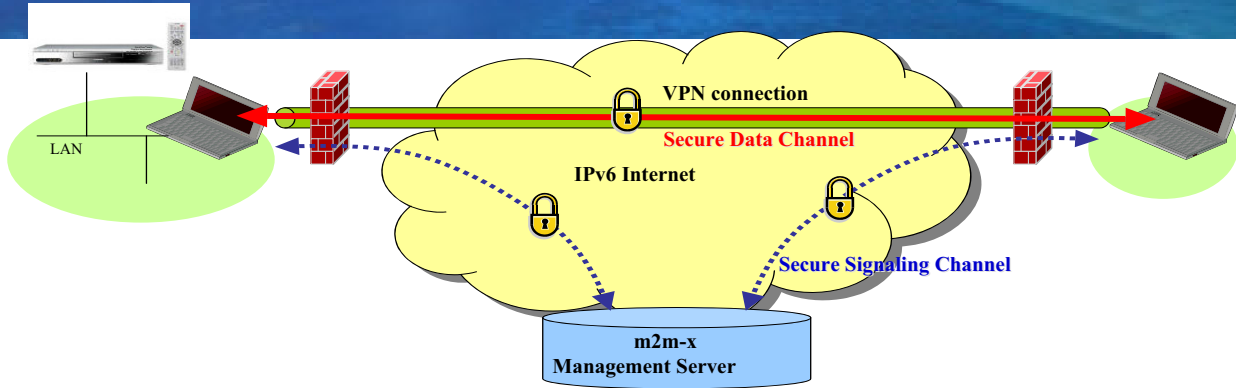 VPN connection
Secure Data Channel
LAN
IPv6 Internet
Secure Signaling Channel
m2m-x
Management Server